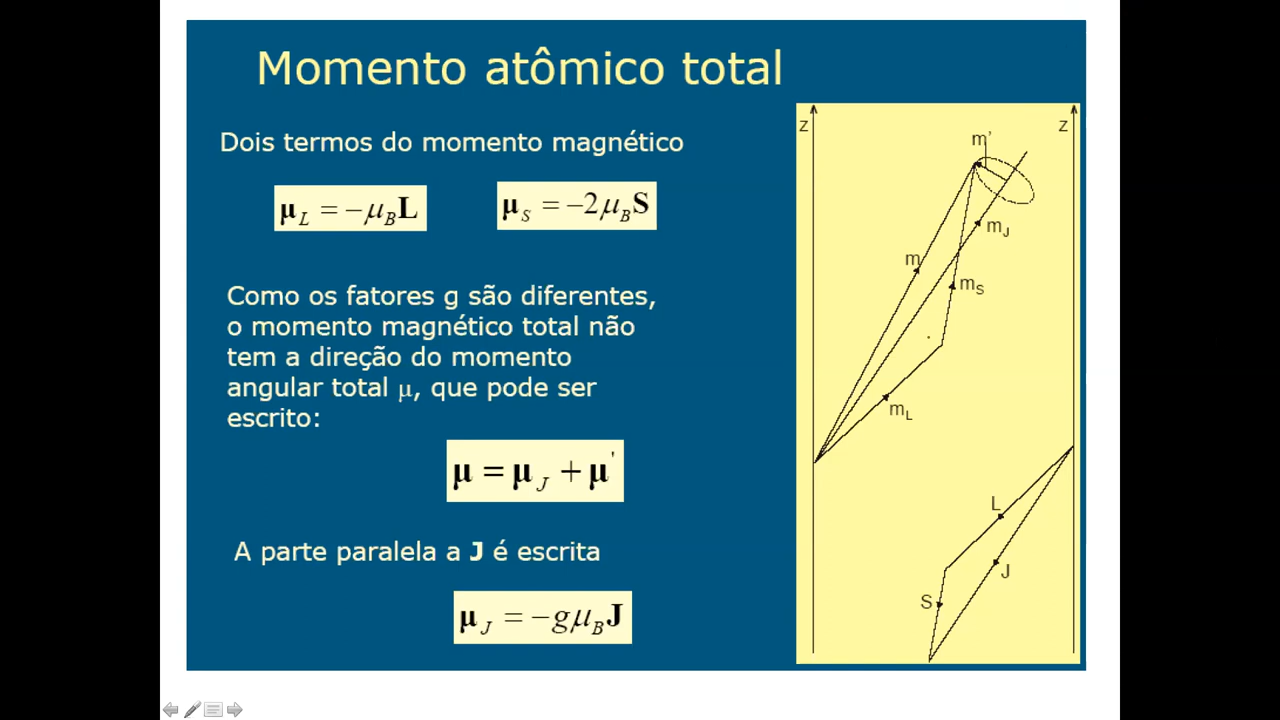 Momento atômico total
Dois termos do momento magnético
μ_L = −μ_B L
μ_S = −2μ_B S
Como os fatores g são diferentes,
o momento magnético total não
tem a direção do momento
angular total μ, que pode ser
escrito:
μ = μ_J + μ'
A parte paralela a J é escrita
μ_J = −gμ_B J
z
z
m'
m_J
m
m_S
m_L
L
J
S